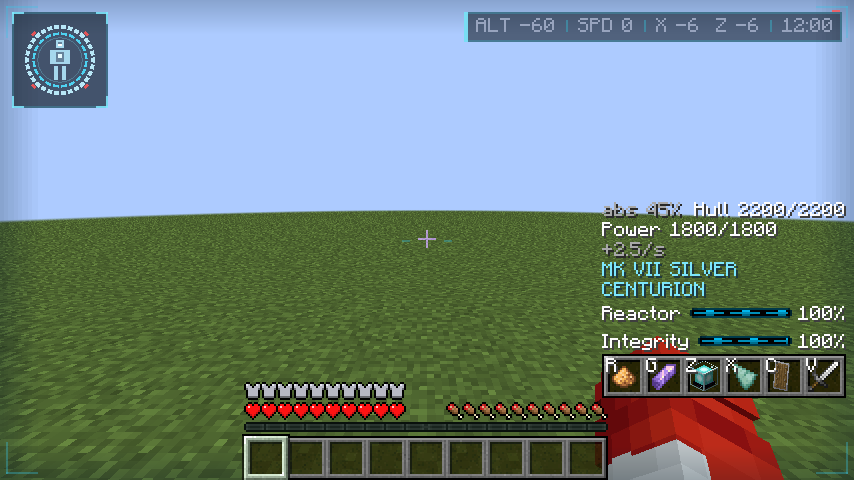 ALT -60 | SPD 0 | X -6 Z -6 | 12:00
abs 45% Hull 2200/2200
Power 1800/1800
+2.5/s
MK VII SILVER
CENTURION
Reactor 100%
Integrity 100%
R G Z X C V